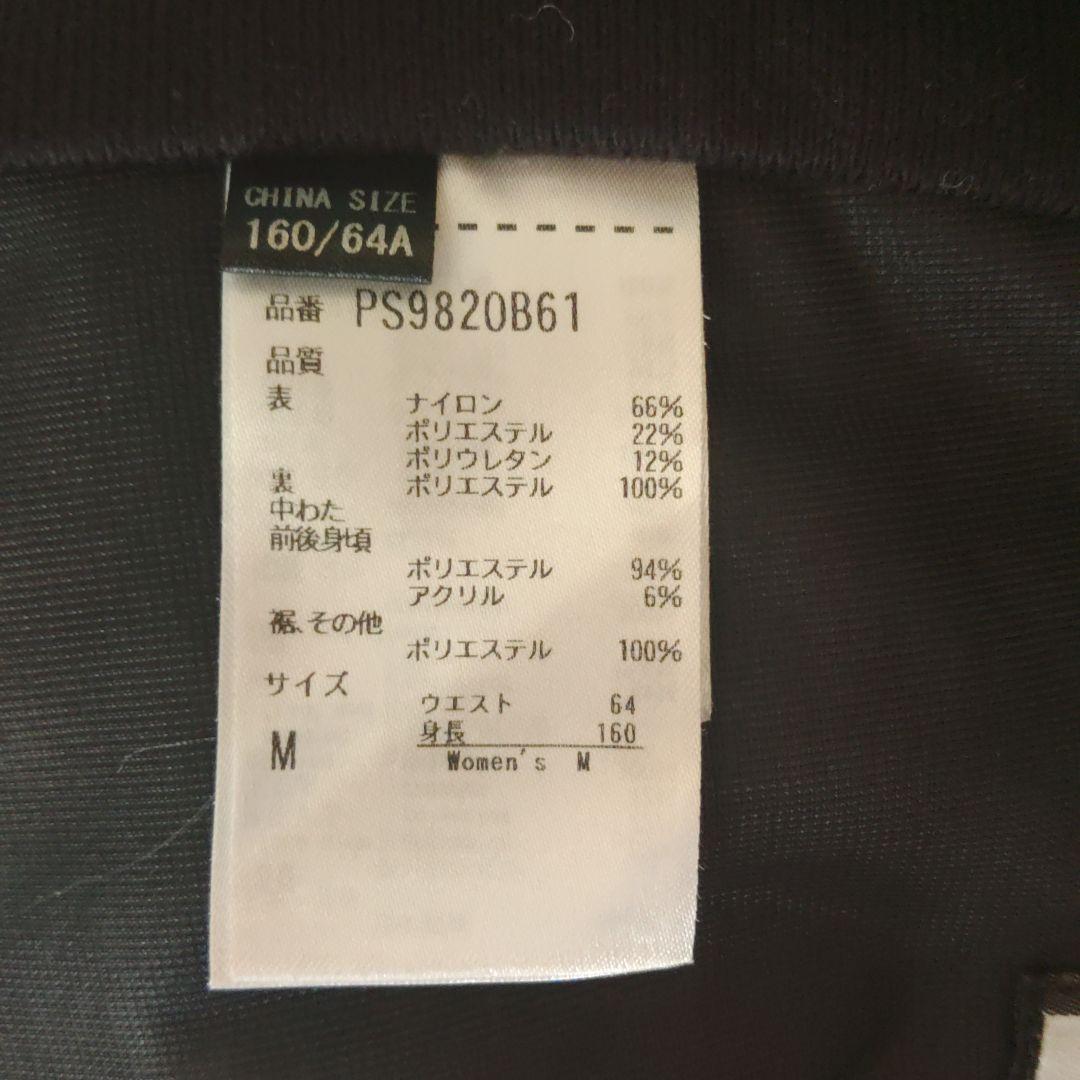 CHINA SIZE
160/64A
品番 PS9820B61
品質
表 ナイロン 66%
ポリエステル 22%
ポリウレタン 12%
裏 ポリエステル 100%
中わた
前後身頃
ポリエステル 94%
アクリル 6%
裾、その他
ポリエステル 100%
サイズ
ウエスト 64
身長 160
M Women's M